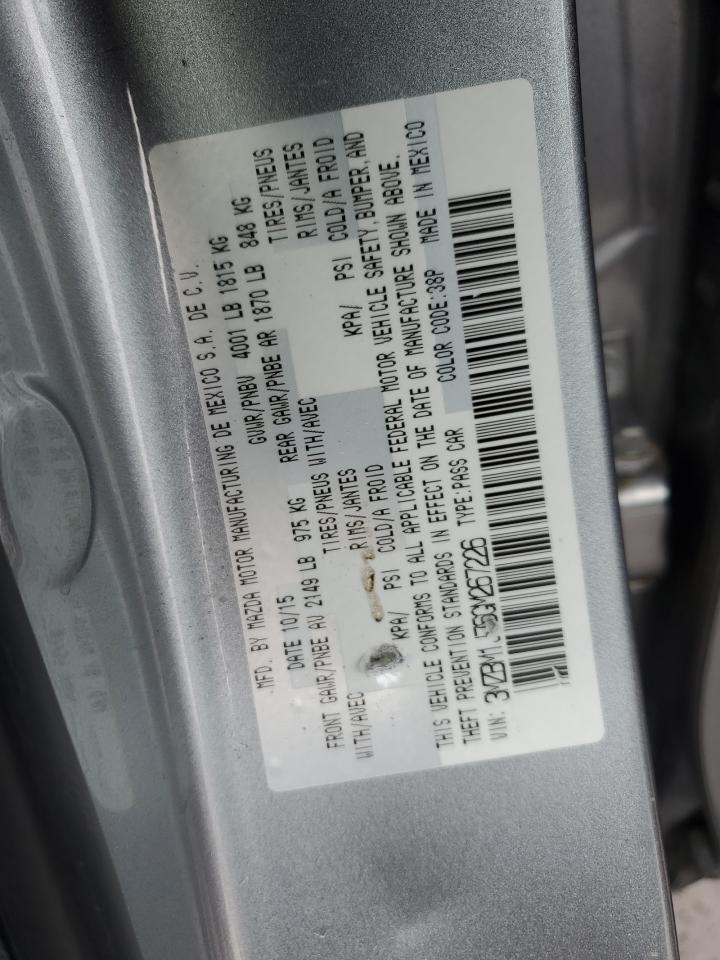 MFD. BY MAZDA MOTOR MANUFACTURING DE MEXICO S.A. DE C.V.
DATE 10/15 GVWR/PNBV 4001 LB 1815 KG
FRONT GAWR/PNBE AV 2149 LB 975 KG REAR GAWR/PNBE AR 1870 LB 848 KG
WITH/AVEC TIRES/PNEUS WITH/AVEC TIRES/PNEUS
RIMS/JANTES RIMS/JANTES
KPA/ PSI COLD/A FROID KPA/ PSI COLD/A FROID
THIS VEHICLE CONFORMS TO ALL APPLICABLE FEDERAL MOTOR VEHICLE SAFETY, BUMPER, AND
THEFT PREVENTION STANDARDS IN EFFECT ON THE DATE OF MANUFACTURE SHOWN ABOVE.
VIN: TYPE:PASS CAR COLOR CODE:38P MADE IN MEXICO